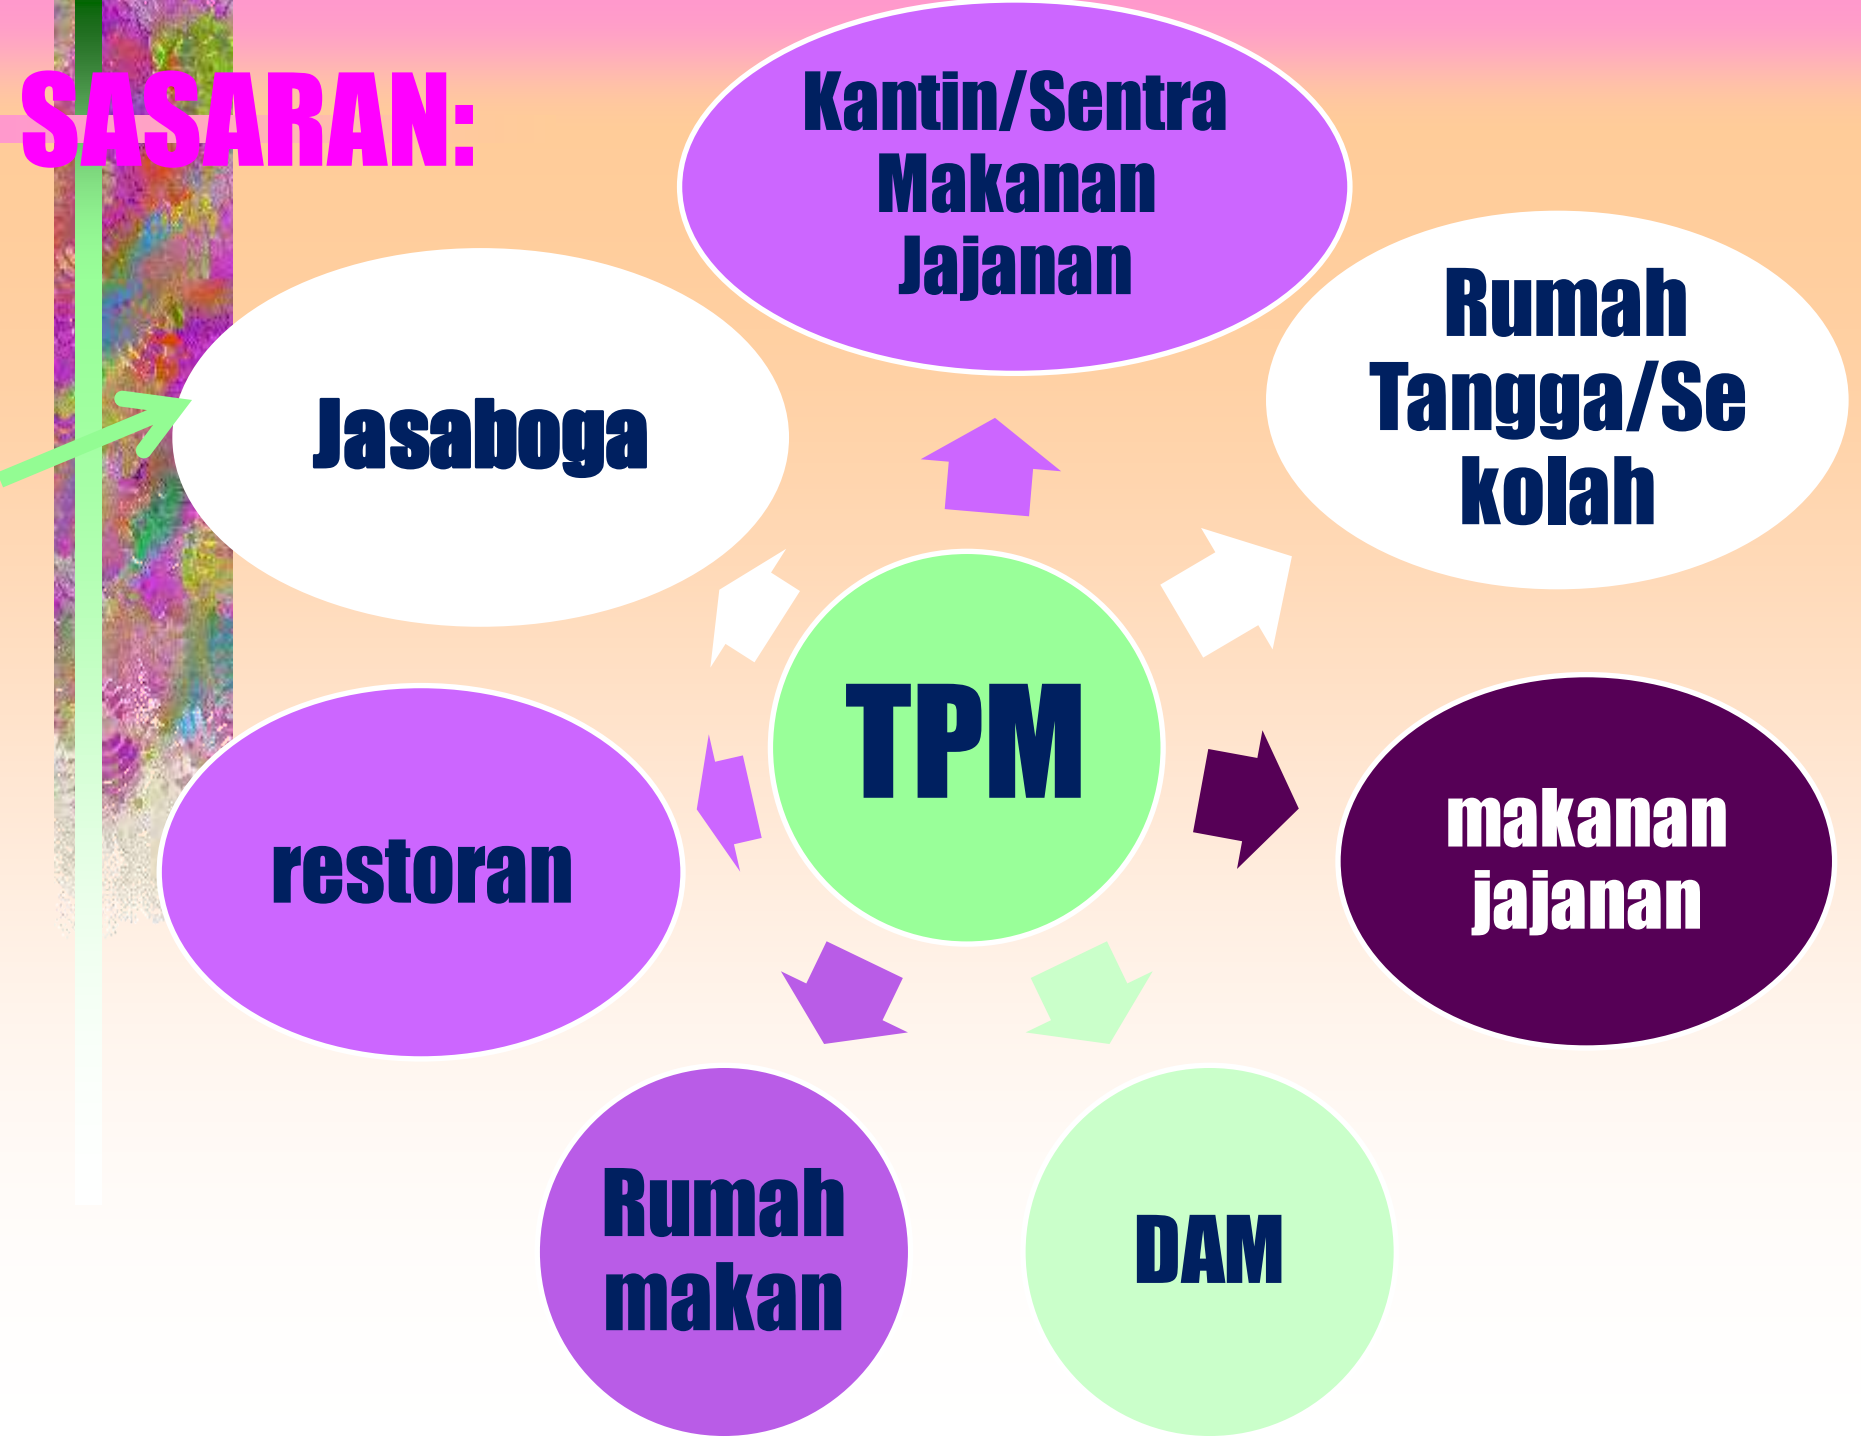 SASARAN:
Kantin/Sentra
Makanan
Jajanan
Rumah
Tangga/Se
kolah
Jasaboga
TPM
makanan
jajanan
restoran
Rumah
makan
DAM